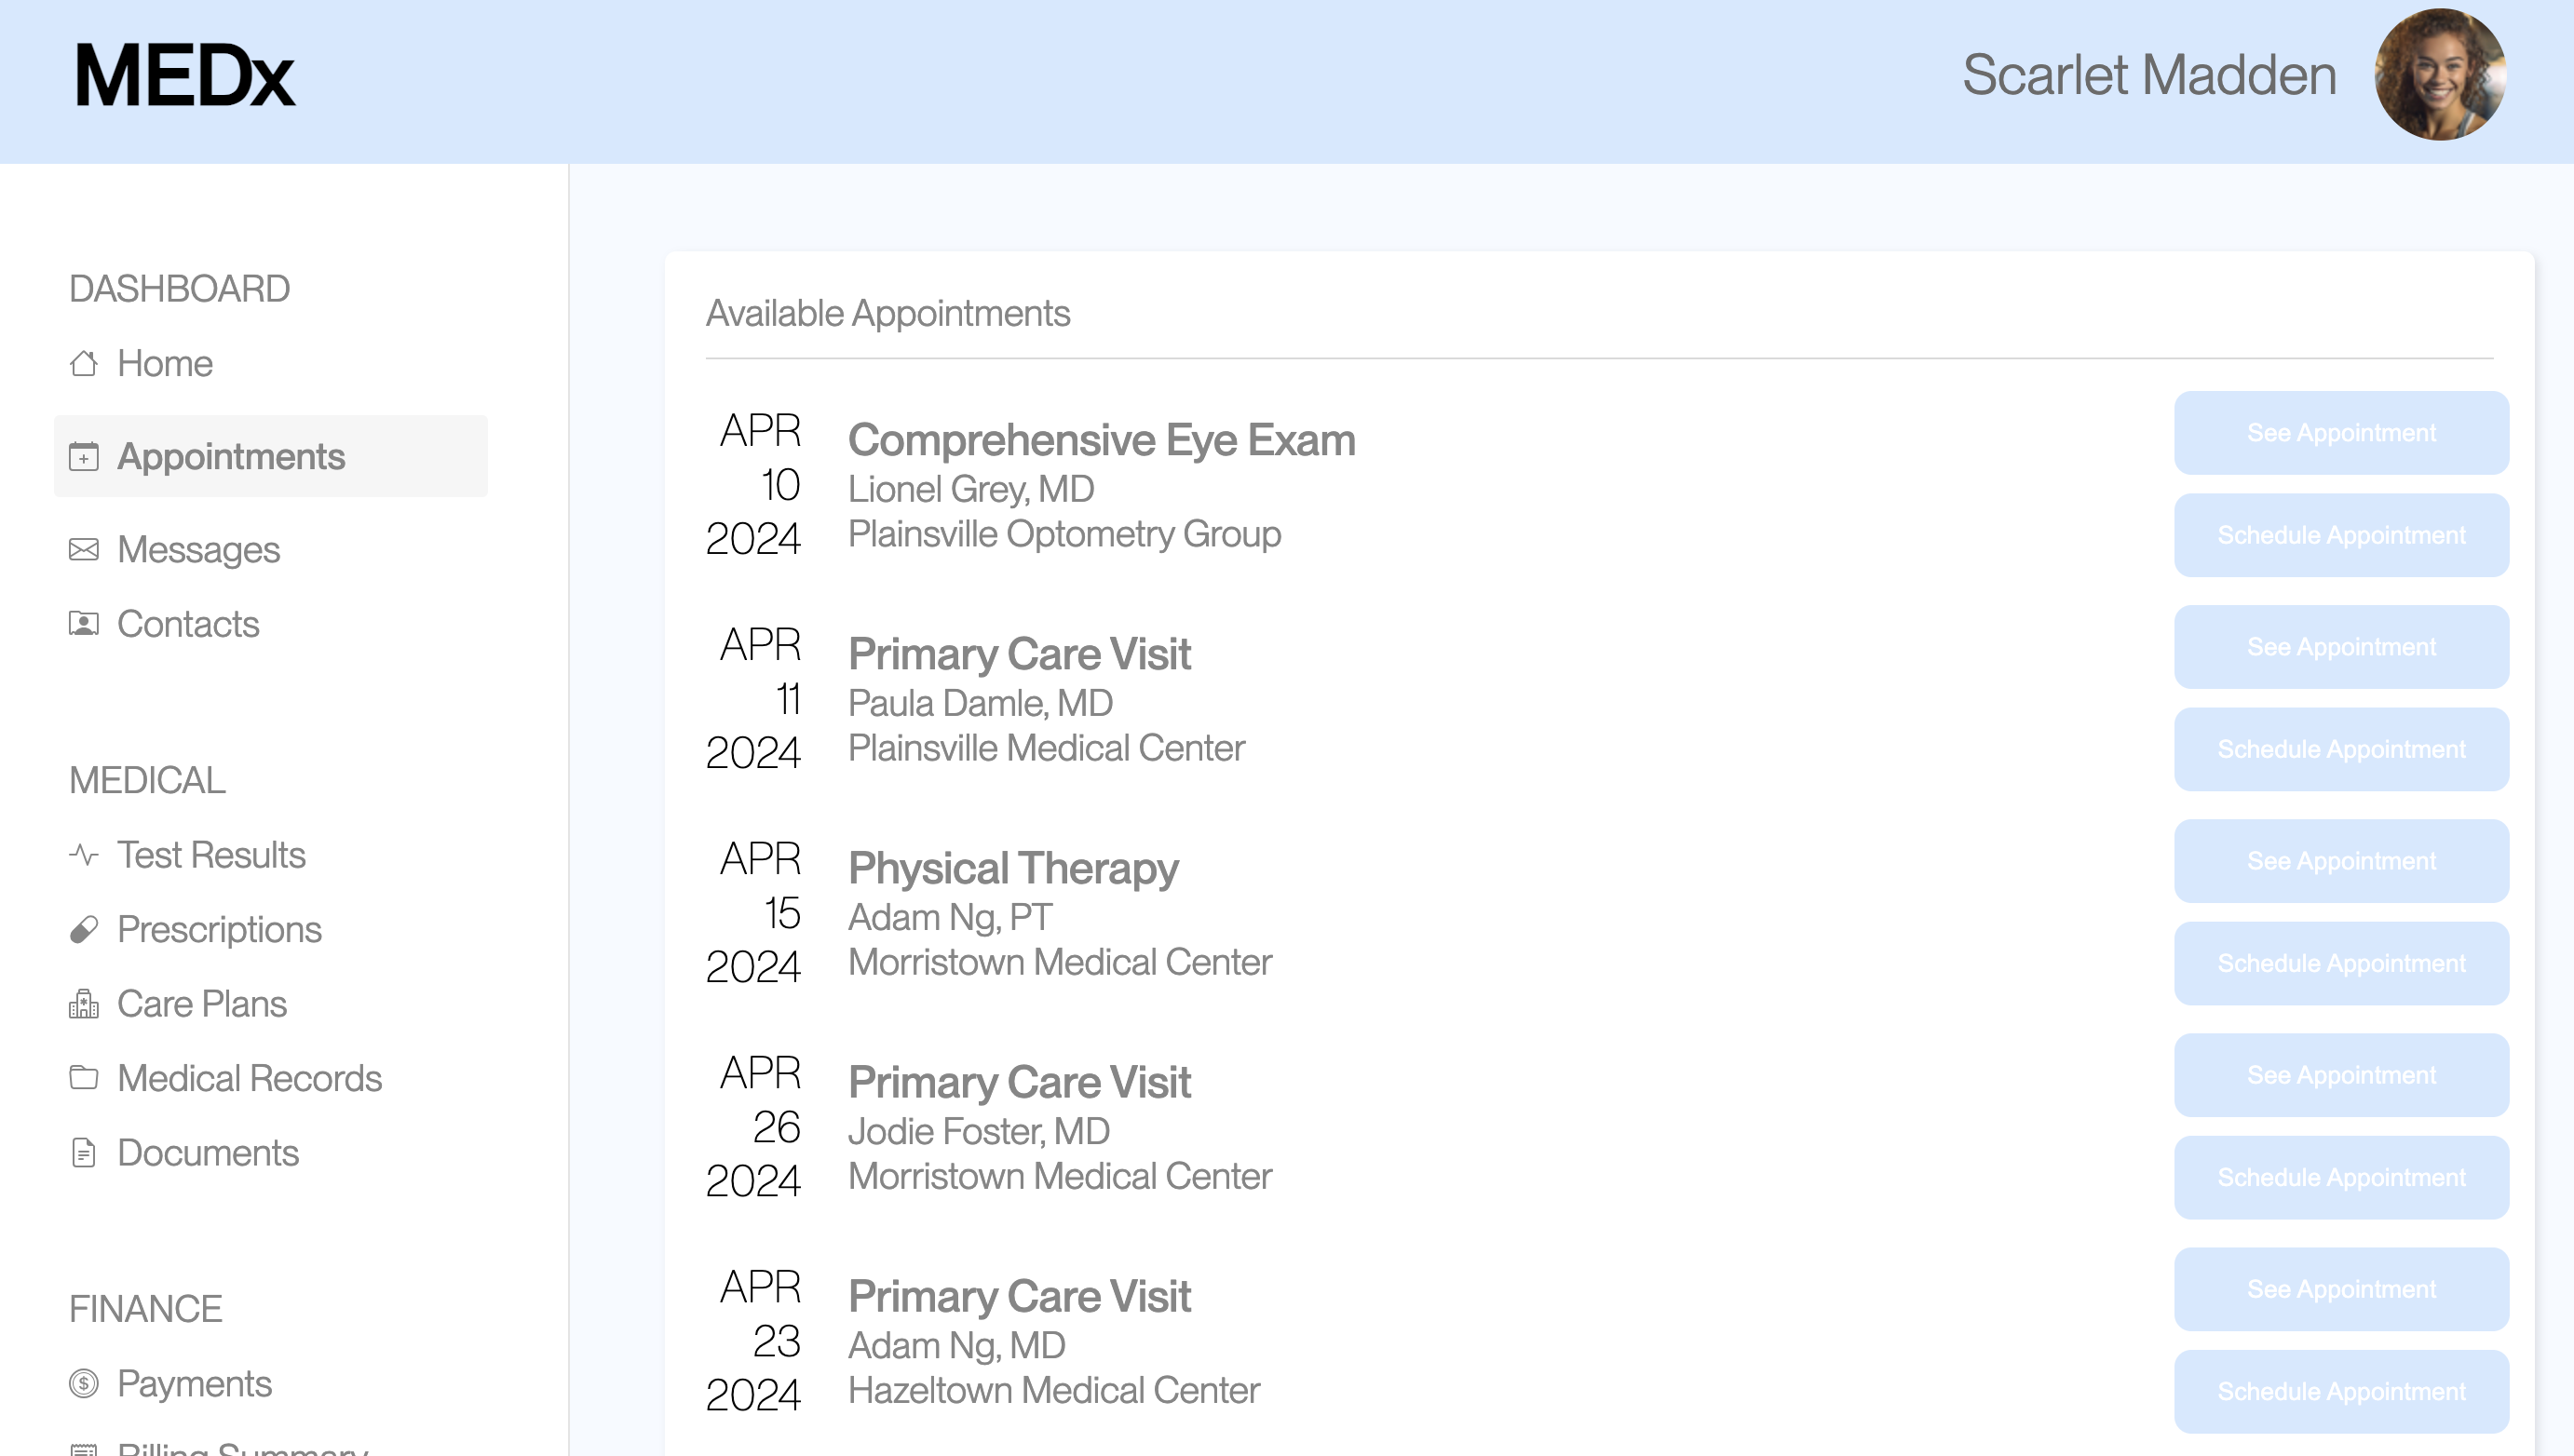 MEDx
Scarlet Madden
DASHBOARD
Home
Appointments
Messages
Contacts
MEDICAL
Test Results
Prescriptions
Care Plans
Medical Records
Documents
FINANCE
Payments
Billing Summary
Available Appointments
APR
10
2024
Comprehensive Eye Exam
Lionel Grey, MD
Plainsville Optometry Group
See Appointment
Schedule Appointment
APR
11
2024
Primary Care Visit
Paula Damle, MD
Plainsville Medical Center
See Appointment
Schedule Appointment
APR
15
2024
Physical Therapy
Adam Ng, PT
Morristown Medical Center
See Appointment
Schedule Appointment
APR
26
2024
Primary Care Visit
Jodie Foster, MD
Morristown Medical Center
See Appointment
Schedule Appointment
APR
23
2024
Primary Care Visit
Adam Ng, MD
Hazeltown Medical Center
See Appointment
Schedule Appointment